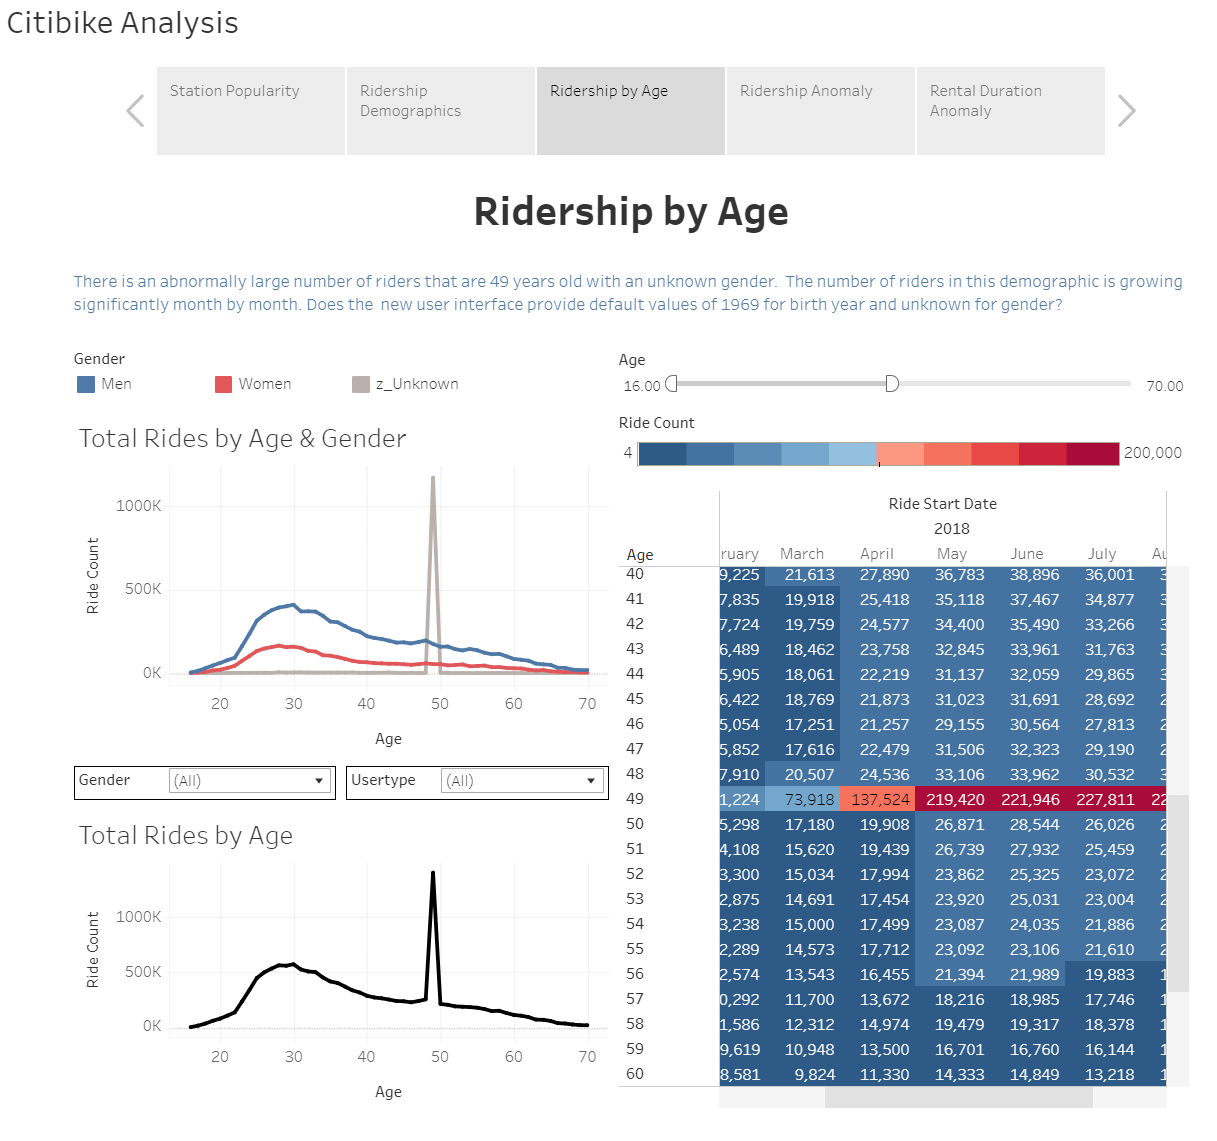 Citibike Analysis
Station Popularity
Ridership Demographics
Ridership by Age
Ridership Anomaly
Rental Duration Anomaly
Ridership by Age
There is an abnormally large number of riders that are 49 years old with an unknown gender.  The number of riders in this demographic is growing
significantly month by month. Does the  new user interface provide default values of 1969 for birth year and unknown for gender?
Gender
Men Women z_Unknown
Total Rides by Age & Gender
Ride Count
1000K
500K
0K
20 30 40 50 60 70
Age
Gender (All) Usertype (All)
Total Rides by Age
Ride Count
1000K
500K
0K
20 30 40 50 60 70
Age
Age
16.00 70.00
Ride Count
4 200,000
Ride Start Date
2018
Age ruary March April May June July Au
40 9,225 21,613 27,890 36,783 38,896 36,001 3
41 7,835 19,918 25,418 35,118 37,467 34,877 3
42 7,724 19,759 24,577 34,400 35,490 33,266 3
43 6,489 18,462 23,758 32,845 33,961 31,763 3
44 5,905 18,061 22,219 31,137 32,059 29,865 3
45 6,422 18,769 21,873 31,023 31,691 28,692 2
46 5,054 17,251 21,257 29,155 30,564 27,813 2
47 5,852 17,616 22,479 31,506 32,323 29,190 2
48 7,910 20,507 24,536 33,106 33,962 30,532 3
49 1,224 73,918 137,524 219,420 221,946 227,811 22
50 5,298 17,180 19,908 26,871 28,544 26,026 2
51 4,108 15,620 19,439 26,739 27,932 25,459 2
52 3,300 15,034 17,994 23,862 25,325 23,072 2
53 2,875 14,691 17,454 23,920 25,031 23,004 2
54 3,238 15,000 17,499 23,087 24,035 21,886 2
55 2,289 14,573 17,712 23,092 23,106 21,610 2
56 2,574 13,543 16,455 21,394 21,989 19,883 1
57 0,292 11,700 13,672 18,216 18,985 17,746 1
58 1,586 12,312 14,974 19,479 19,317 18,378 1
59 9,619 10,948 13,500 16,701 16,760 16,144 1
60 8,581 9,824 11,330 14,333 14,849 13,218 1